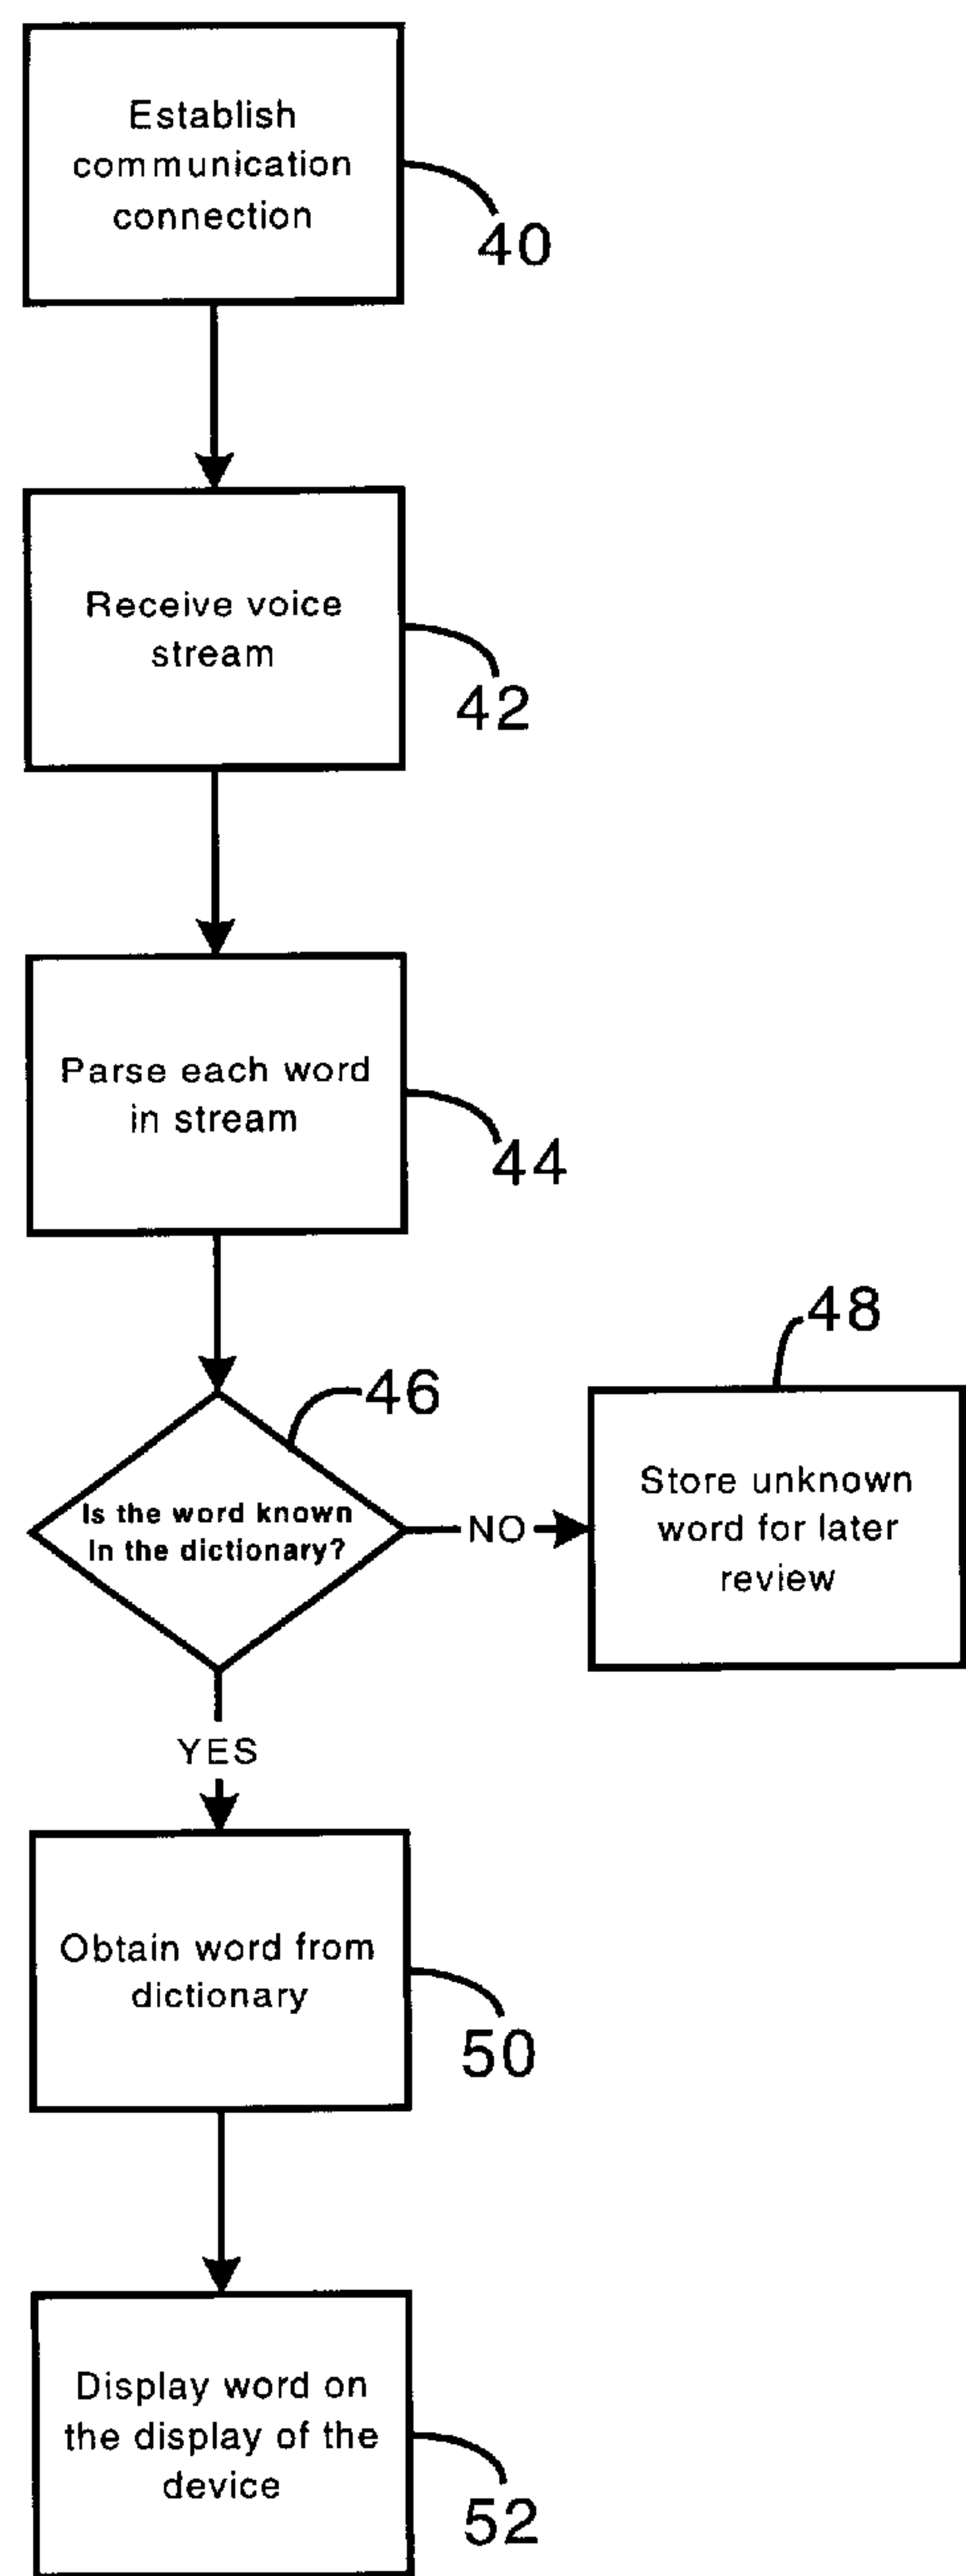 Establish
communication
connection
40
Receive voice
stream
42
Parse each word
in stream
44
46
Is the word known
In the dictionary?
NO
48
Store unknown
word for later
review
YES
Obtain word from
dictionary
50
Display word on
the display of the
device
52